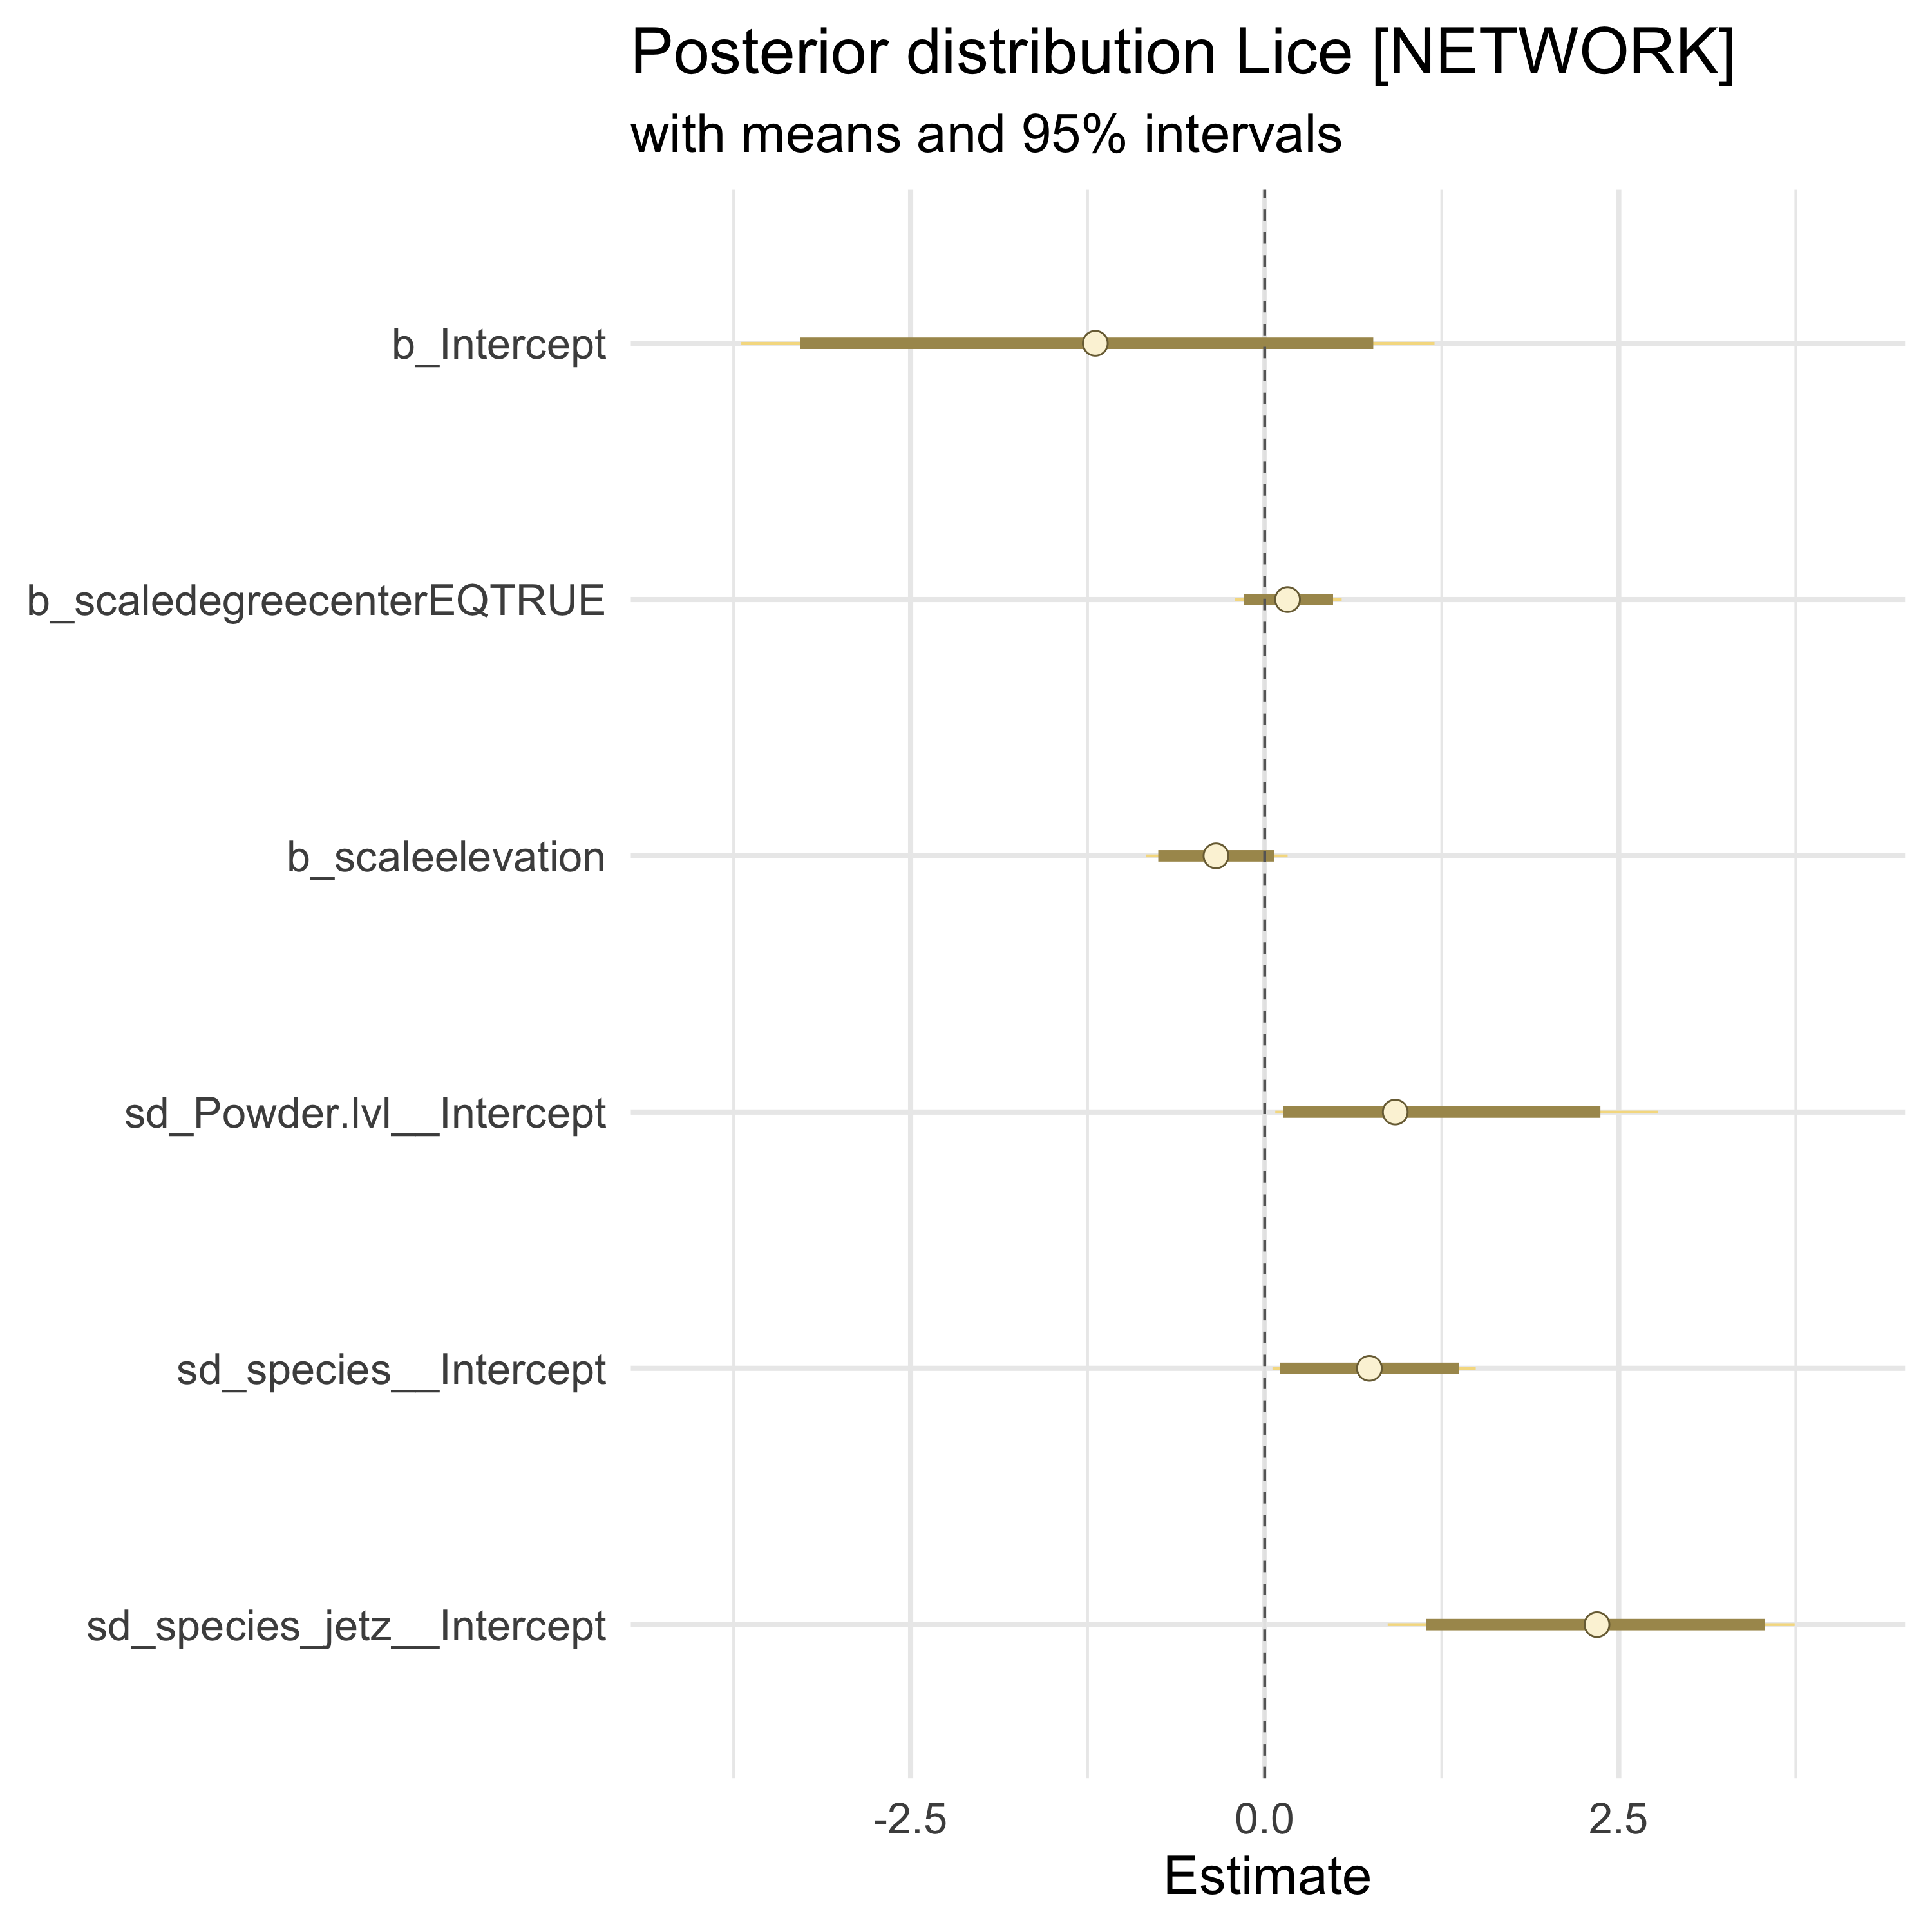 Posterior distribution Lice [NETWORK]
with means and 95% intervals
b_Intercept
b_scaledegreecenterEQTRUE
b_scaleelevation
sd_Powder.lvl__Intercept
sd_species__Intercept
sd_species_jetz__Intercept
-2.5 0.0 2.5
Estimate